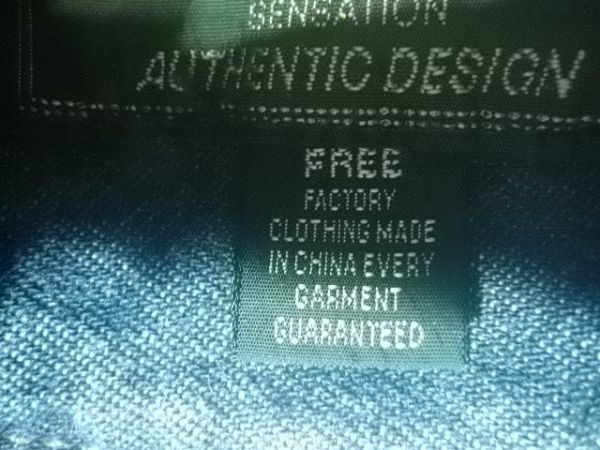 SENSATION
AUTHENTIC DESIGN
FREE
FACTORY
CLOTHING MADE
IN CHINA EVERY
GARMENT
GUARANTEED